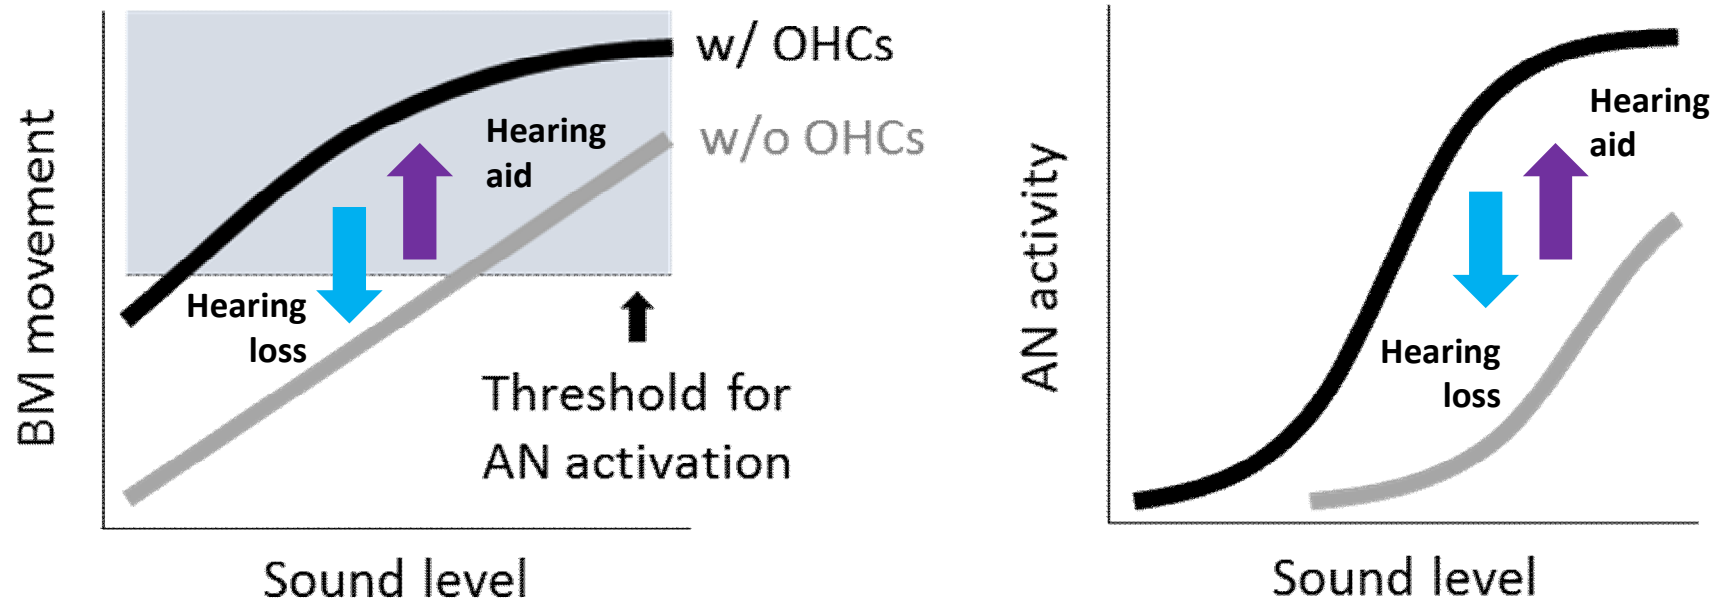 BM movement
w/ OHCs
w/o OHCs
Hearing
aid
Hearing
loss
Threshold for
AN activation
Sound level
AN activity
Hearing
aid
Hearing
loss
Sound level